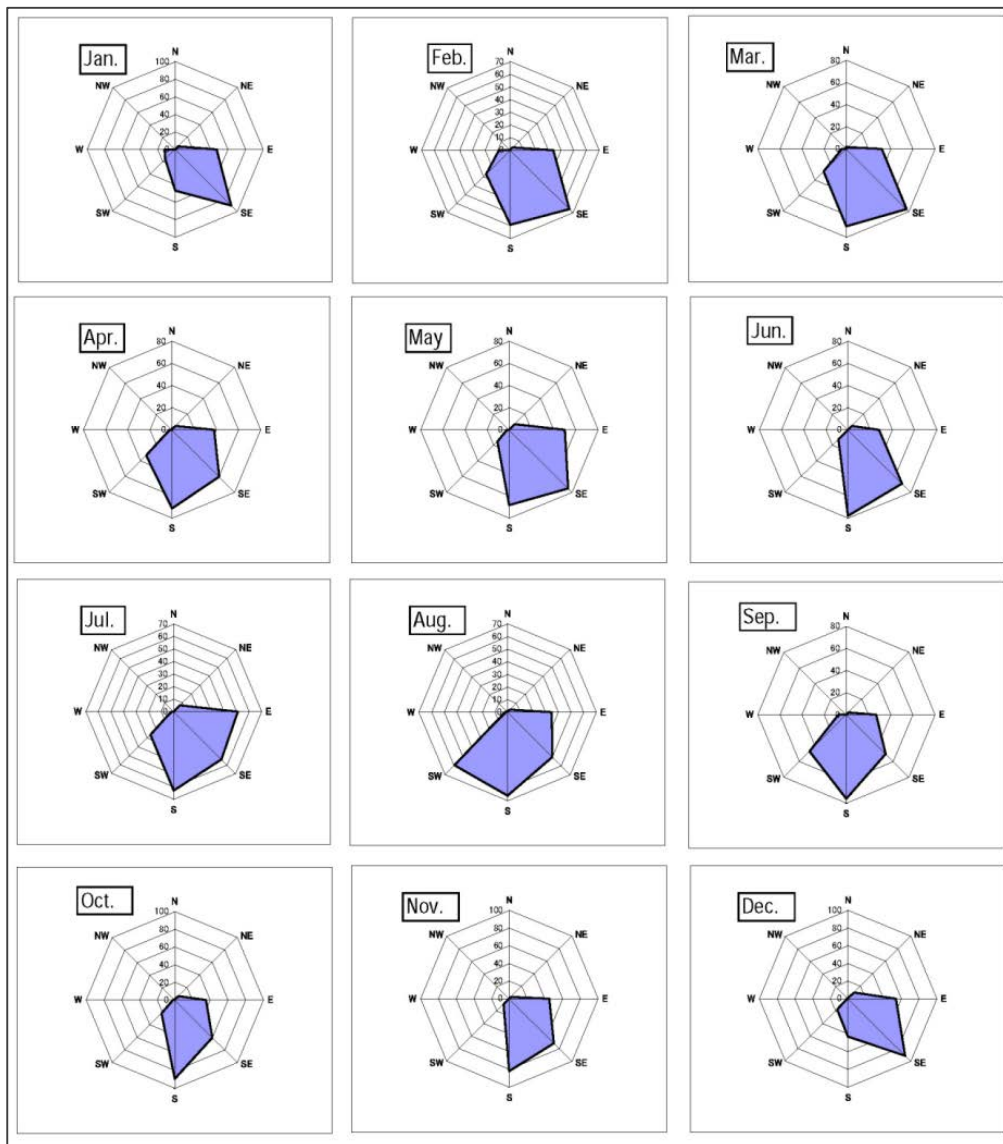 Jan.
N
100
80
60
40
20
0
NW
NE
W
E
SW
SE
S
Feb.
N
70
60
50
40
30
20
10
0
NW
NE
W
E
SW
SE
S
Mar.
N
80
60
40
20
0
NW
NE
W
E
SW
SE
S
Apr.
N
80
60
40
20
0
NW
NE
W
E
SW
SE
S
May
N
80
60
40
20
0
NW
NE
W
E
SW
SE
S
Jun.
N
80
60
40
20
0
NW
NE
W
E
SW
SE
S
Jul.
N
70
60
50
40
30
20
10
0
NW
NE
W
E
SW
SE
S
Aug.
N
70
60
50
40
30
20
10
0
NW
NE
W
E
SW
SE
S
Sep.
N
80
60
40
20
0
NW
NE
W
E
SW
SE
S
Oct.
N
100
80
60
40
20
0
NW
NE
W
E
SW
SE
S
Nov.
N
100
80
60
40
20
0
NW
NE
W
E
SW
SE
S
Dec.
N
100
80
60
40
20
0
NW
NE
W
E
SW
SE
S